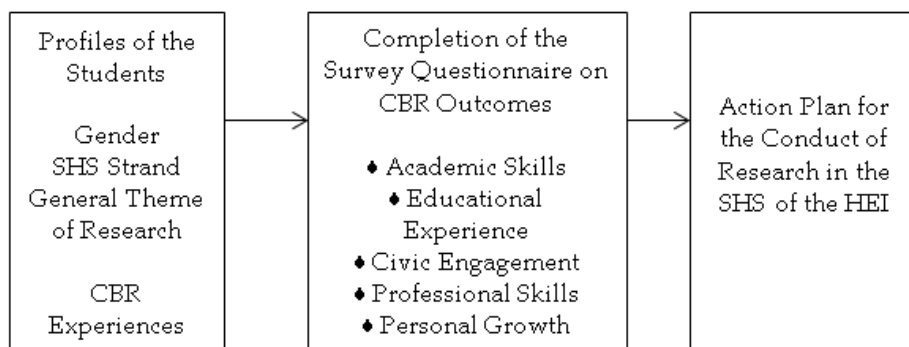 Profiles of the
Students
Gender
SHS Strand
General Theme
of Research
CBR
Experiences
Completion of the
Survey Questionnaire on
CBR Outcomes
♦ Academic Skills
♦ Educational
Experience
♦ Civic Engagement
♦ Professional Skills
♦ Personal Growth
Action Plan for
the Conduct of
Research in the
SHS of the HEI